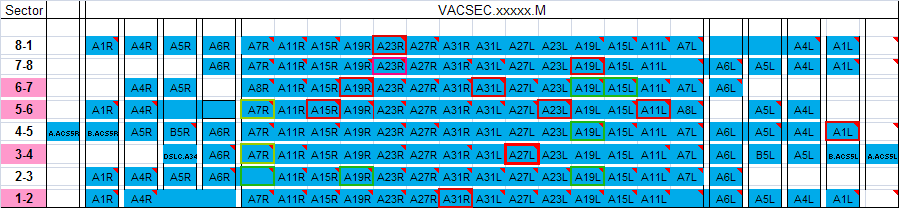 Sector VACSEC.xxxxx.M
8-1 A1R A4R A5R A6R A7R A11R A15R A19R A23R A27R A31R A31L A27L A23L A19L A15L A11L A7L A4L A1L
7-8 A6R A7R A11R A15R A19R A23R A27R A31R A31L A27L A23L A19L A15L A11L A6L A5L A4L A1L
6-7 A4R A5R A8R A11R A15R A19R A23R A27R A31R A31L A27L A23L A19L A15L A11L A7L A6L
5-6 A1R A4R A7R A11R A15R A19R A23R A27R A31R A31L A27L A23L A19L A15L A11L A8L A5L A4L
4-5 A.ACS5R B.ACS5R A5R B5R A6R A7R A11R A15R A19R A23R A27R A31R A31L A27L A23L A19L A15L A11L A7L A6L A5L A4L A1L
3-4 DSLC.A34 A6R A7R A11R A15R A19R A23R A27R A31R A31L A27L A23L A19L A15L A11L A7L A6L B5L A5L B.ACS5L A.ACS5L
2-3 A1R A4R A5R A6R A11R A15R A19R A23R A27R A31R A31L A27L A23L A19L A15L A11L A7L A6L
1-2 A1R A4R A7R A11R A15R A19R A23R A27R A31R A31L A27L A23L A19L A15L A11L A7L A6L A5L A4L A1L